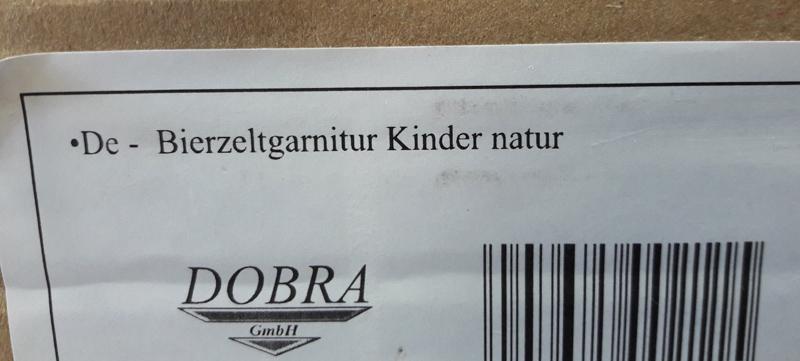 •De - Bierzeltgarnitur Kinder natur
DOBRA
GmbH